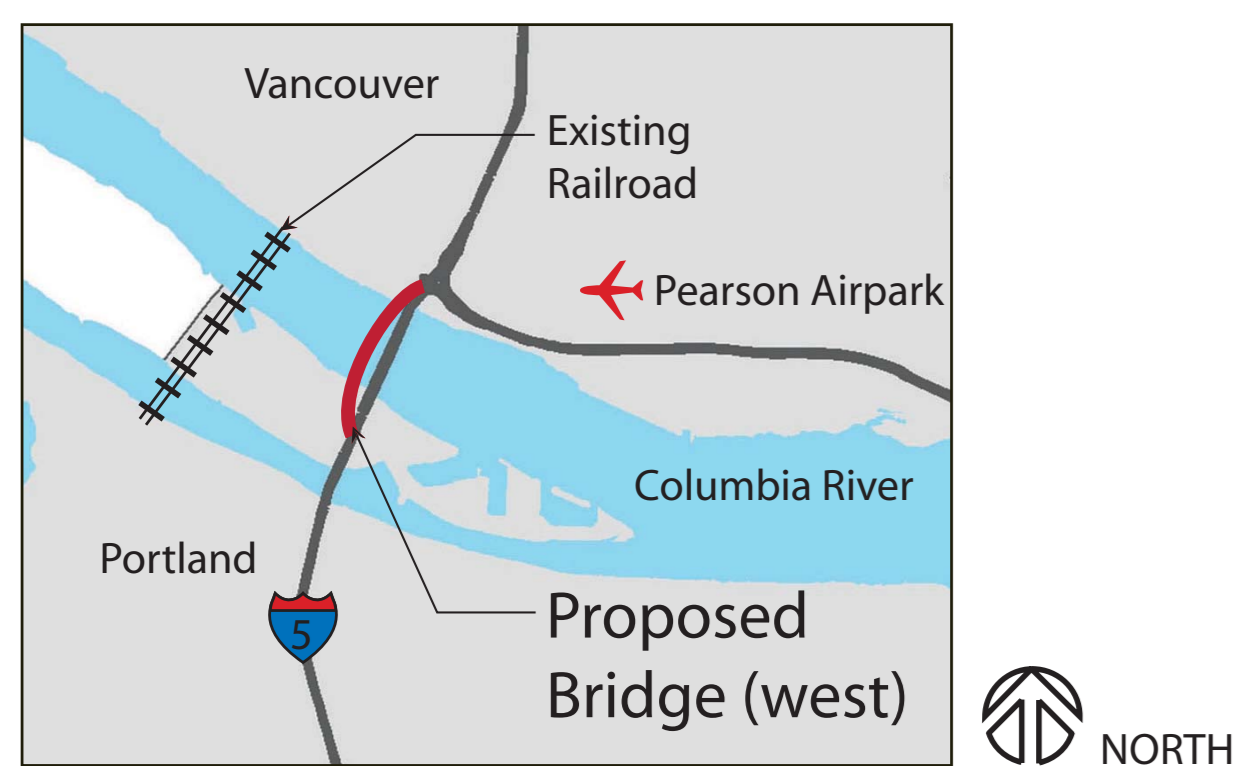 Vancouver
Existing
Railroad
Pearson Airpark
Columbia River
Portland
5
Proposed
Bridge (west)
NORTH